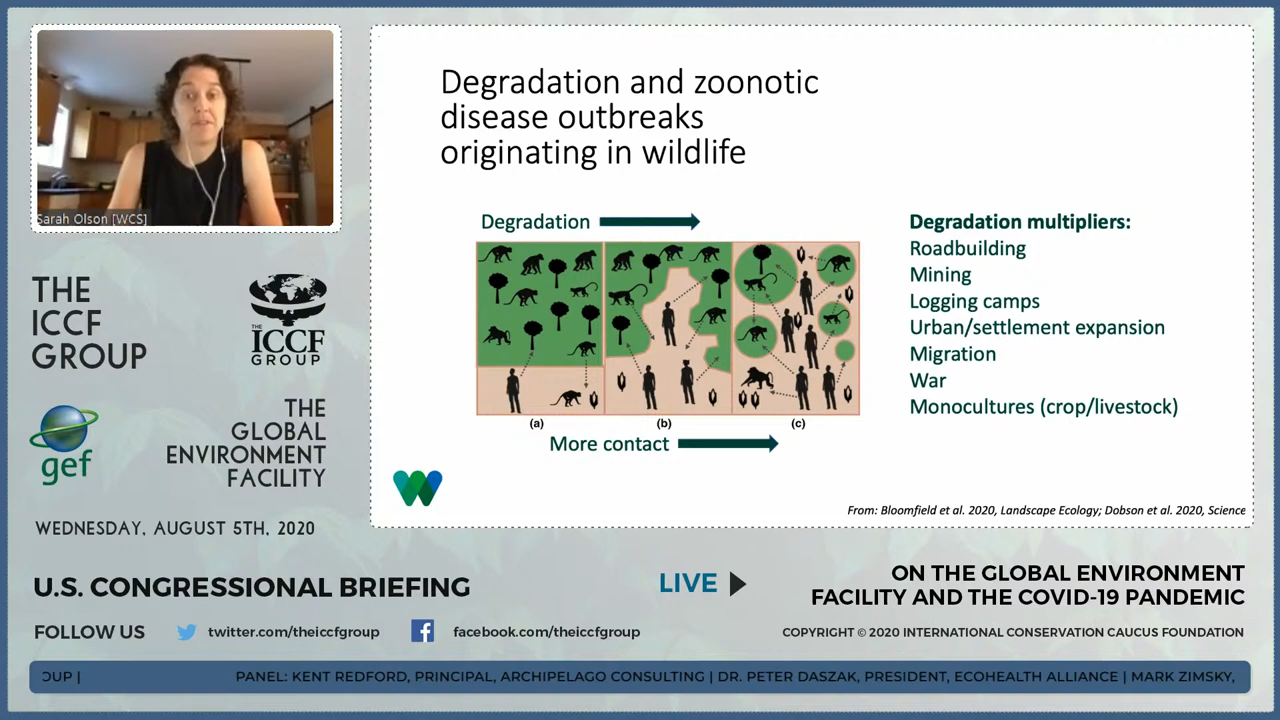 Sarah Olson [WCS]
THE
ICCF
GROUP
THE
ICCF
GROUP
gef
THE
GLOBAL
ENVIRONMENT
FACILITY
WEDNESDAY, AUGUST 5TH, 2020
Degradation and zoonotic
disease outbreaks
originating in wildlife
Degradation
(a)
(b)
(c)
More contact
Degradation multipliers:
Roadbuilding
Mining
Logging camps
Urban/settlement expansion
Migration
War
Monocultures (crop/livestock)
From: Bloomfield et al. 2020, Landscape Ecology; Dobson et al. 2020, Science
U.S. CONGRESSIONAL BRIEFING
LIVE
ON THE GLOBAL ENVIRONMENT
FACILITY AND THE COVID-19 PANDEMIC
FOLLOW US
twitter.com/theiccfgroup
facebook.com/theiccfgroup
COPYRIGHT © 2020 INTERNATIONAL CONSERVATION CAUCUS FOUNDATION
OUP | PANEL: KENT REDFORD, PRINCIPAL, ARCHIPELAGO CONSULTING | DR. PETER DASZAK, PRESIDENT, ECOHEALTH ALLIANCE | MARK ZIMSKY,